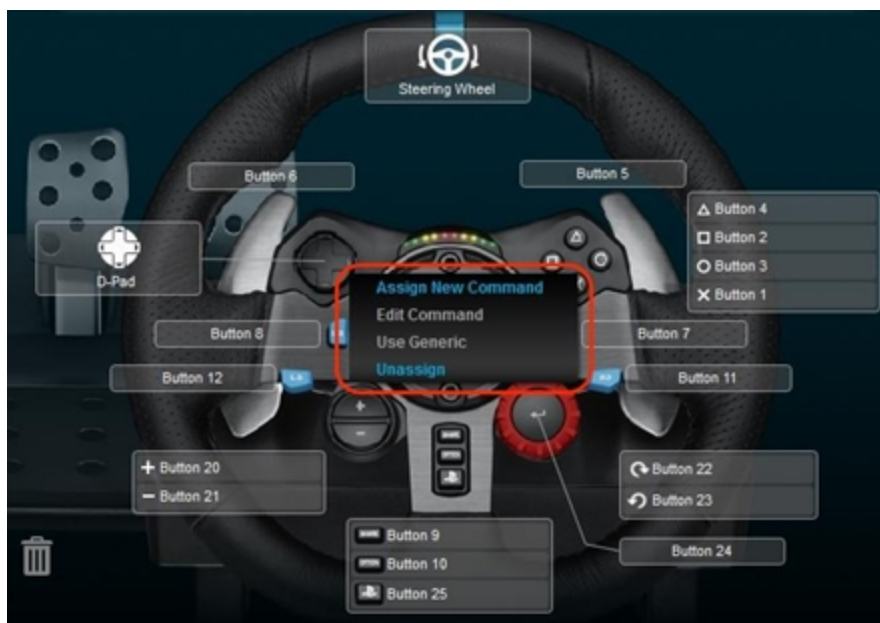 Steering Wheel
Button 6
Button 5
Button 4
Button 2
Button 3
Button 1
D-Pad
Assign New Command
Edit Command
Use Generic
Unassign
Button 8
Button 7
Button 12
Button 11
Button 20
Button 21
Button 22
Button 23
Button 24
Button 9
Button 10
Button 25